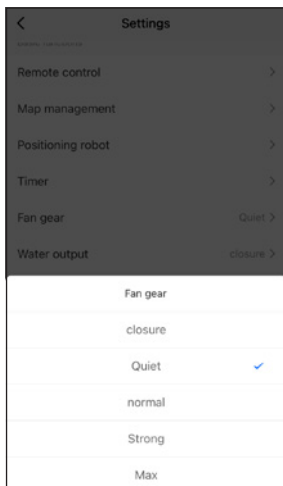 Settings
Remote control
Map management
Positioning robot
Timer
Fan gear Quiet
Water output closure
Fan gear
closure
Quiet
normal
Strong
Max